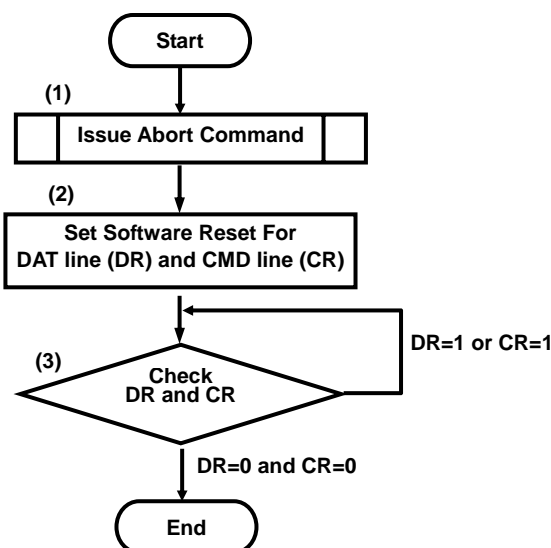 Start
(1)
Issue Abort Command
(2)
Set Software Reset For
DAT line (DR) and CMD line (CR)
DR=1 or CR=1
(3)
Check
DR and CR
DR=0 and CR=0
End